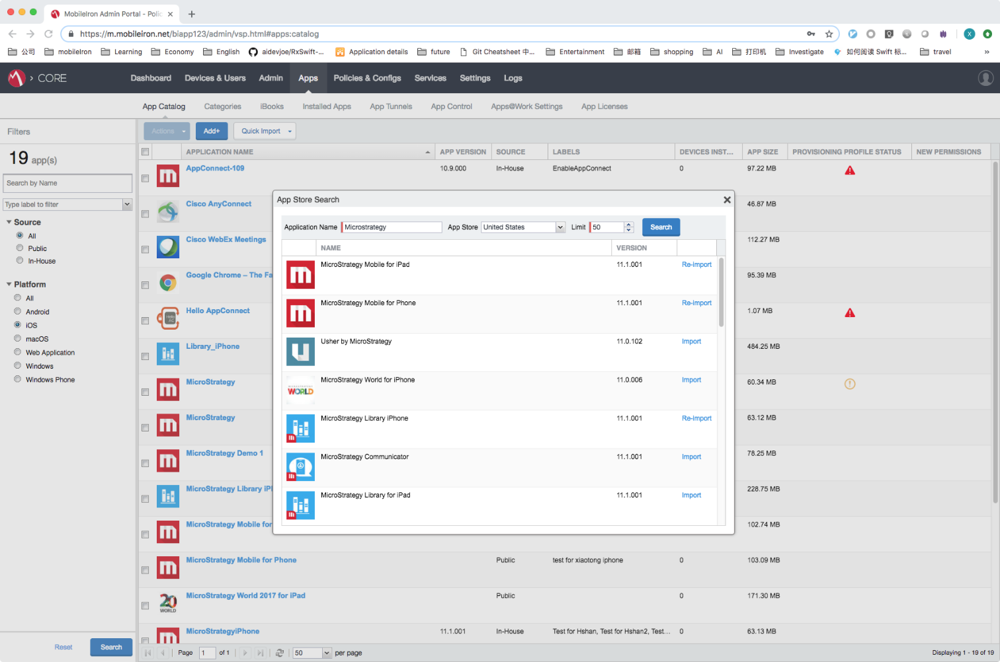 MobileIron Admin Portal - Polic
https://m.mobileiron.net/biapp123/admin/vsp.html#apps:catalog
公司 mobileIron Learning Economy English aidevjoe/RxSwift-... Application details future Git Cheatsheet 中... Entertainment 邮箱 shopping AI 打印机 Investigate 如何阅读 Swift 标... travel »
X
CORE Dashboard Devices & Users Admin Apps Policies & Configs Services Settings Logs
App Catalog Categories iBooks Installed Apps App Tunnels App Control Apps@Work Settings App Licenses
Filters
Actions Add+ Quick Import
19 app(s)
Search by Name
Type label to filter
Source
All
Public
In-House
Platform
All
Android
iOS
macOS
Web Application
Windows
Windows Phone
Reset Search
APPLICATION NAME APP VERSION SOURCE LABELS DEVICES INST... APP SIZE PROVISIONING PROFILE STATUS NEW PERMISSIONS
AppConnect-109 10.9.000 In-House EnableAppConnect 0 97.22 MB
Cisco AnyConnect 46.87 MB
Cisco WebEx Meetings 112.27 MB
Google Chrome – The Fa 95.39 MB
Hello AppConnect 1.07 MB
Library_iPhone 484.25 MB
MicroStrategy 60.34 MB
MicroStrategy 63.12 MB
MicroStrategy Demo 1 78.25 MB
MicroStrategy Library iPl 228.75 MB
MicroStrategy Mobile for 102.74 MB
MicroStrategy Mobile for Phone Public test for xiaotong iphone 0 103.09 MB
20 WORLD
MicroStrategy World 2017 for iPad Public 0 171.30 MB
MicroStrategyiPhone 11.1.001 In-House Test for Hshan, Test for Hshan2, Test... 0 63.13 MB
Page 1 of 1 50 per page Displaying 1 - 19 of 19
App Store Search
Application Name Microstrategy App Store United States Limit 50 Search
NAME VERSION
MicroStrategy Mobile for iPad 11.1.001 Re-import
MicroStrategy Mobile for Phone 11.1.001 Re-import
Usher by MicroStrategy 11.0.102 Import
MicroStrategy World for iPhone 11.0.006 Import
WORLD
MicroStrategy Library iPhone 11.1.001 Re-import
MicroStrategy Communicator 11.1.001 Import
MicroStrategy Library for iPad 11.1.001 Import